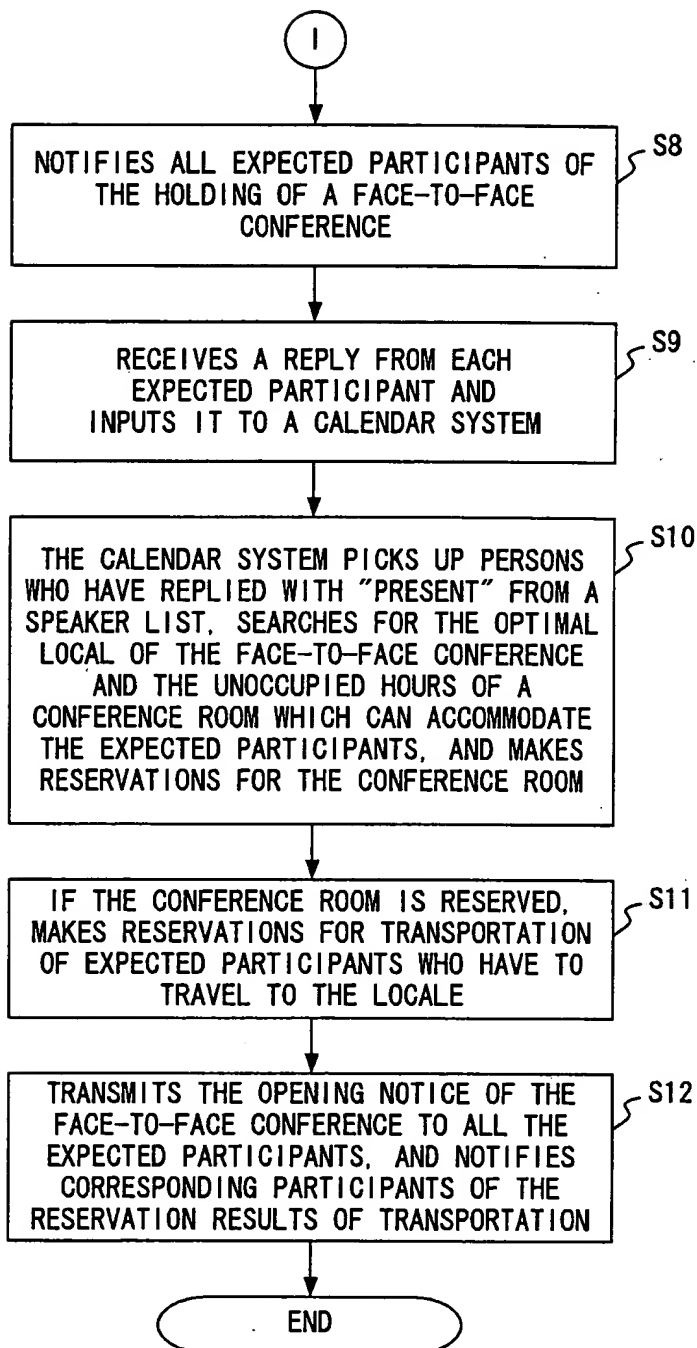 I
NOTIFIES ALL EXPECTED PARTICIPANTS OF
THE HOLDING OF A FACE-TO-FACE
CONFERENCE
S8
RECEIVES A REPLY FROM EACH
EXPECTED PARTICIPANT AND
INPUTS IT TO A CALENDAR SYSTEM
S9
THE CALENDAR SYSTEM PICKS UP PERSONS
WHO HAVE REPLIED WITH "PRESENT" FROM A
SPEAKER LIST, SEARCHES FOR THE OPTIMAL
LOCAL OF THE FACE-TO-FACE CONFERENCE
AND THE UNOCCUPIED HOURS OF A
CONFERENCE ROOM WHICH CAN ACCOMMODATE
THE EXPECTED PARTICIPANTS, AND MAKES
RESERVATIONS FOR THE CONFERENCE ROOM
S10
IF THE CONFERENCE ROOM IS RESERVED,
MAKES RESERVATIONS FOR TRANSPORTATION
OF EXPECTED PARTICIPANTS WHO HAVE TO
TRAVEL TO THE LOCALE
S11
TRANSMITS THE OPENING NOTICE OF THE
FACE-TO-FACE CONFERENCE TO ALL THE
EXPECTED PARTICIPANTS, AND NOTIFIES
CORRESPONDING PARTICIPANTS OF THE
RESERVATION RESULTS OF TRANSPORTATION
S12
END